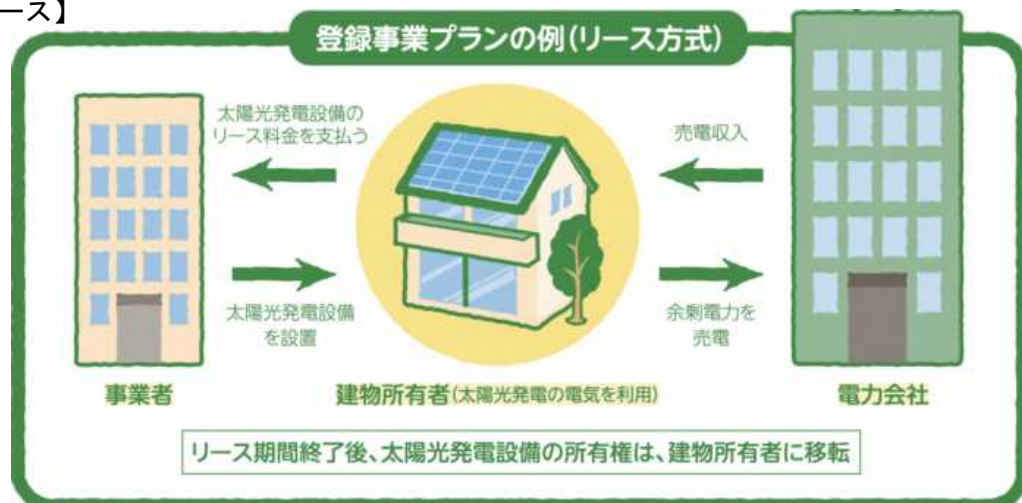 ース】
登録事業プランの例(リース方式)
太陽光発電設備の
リース料金を支払う
売電収入
太陽光発電設備
を設置
余剰電力を
売電
事業者
建物所有者(太陽光発電の電気を利用)
電力会社
リース期間終了後、太陽光発電設備の所有権は、建物所有者に移転